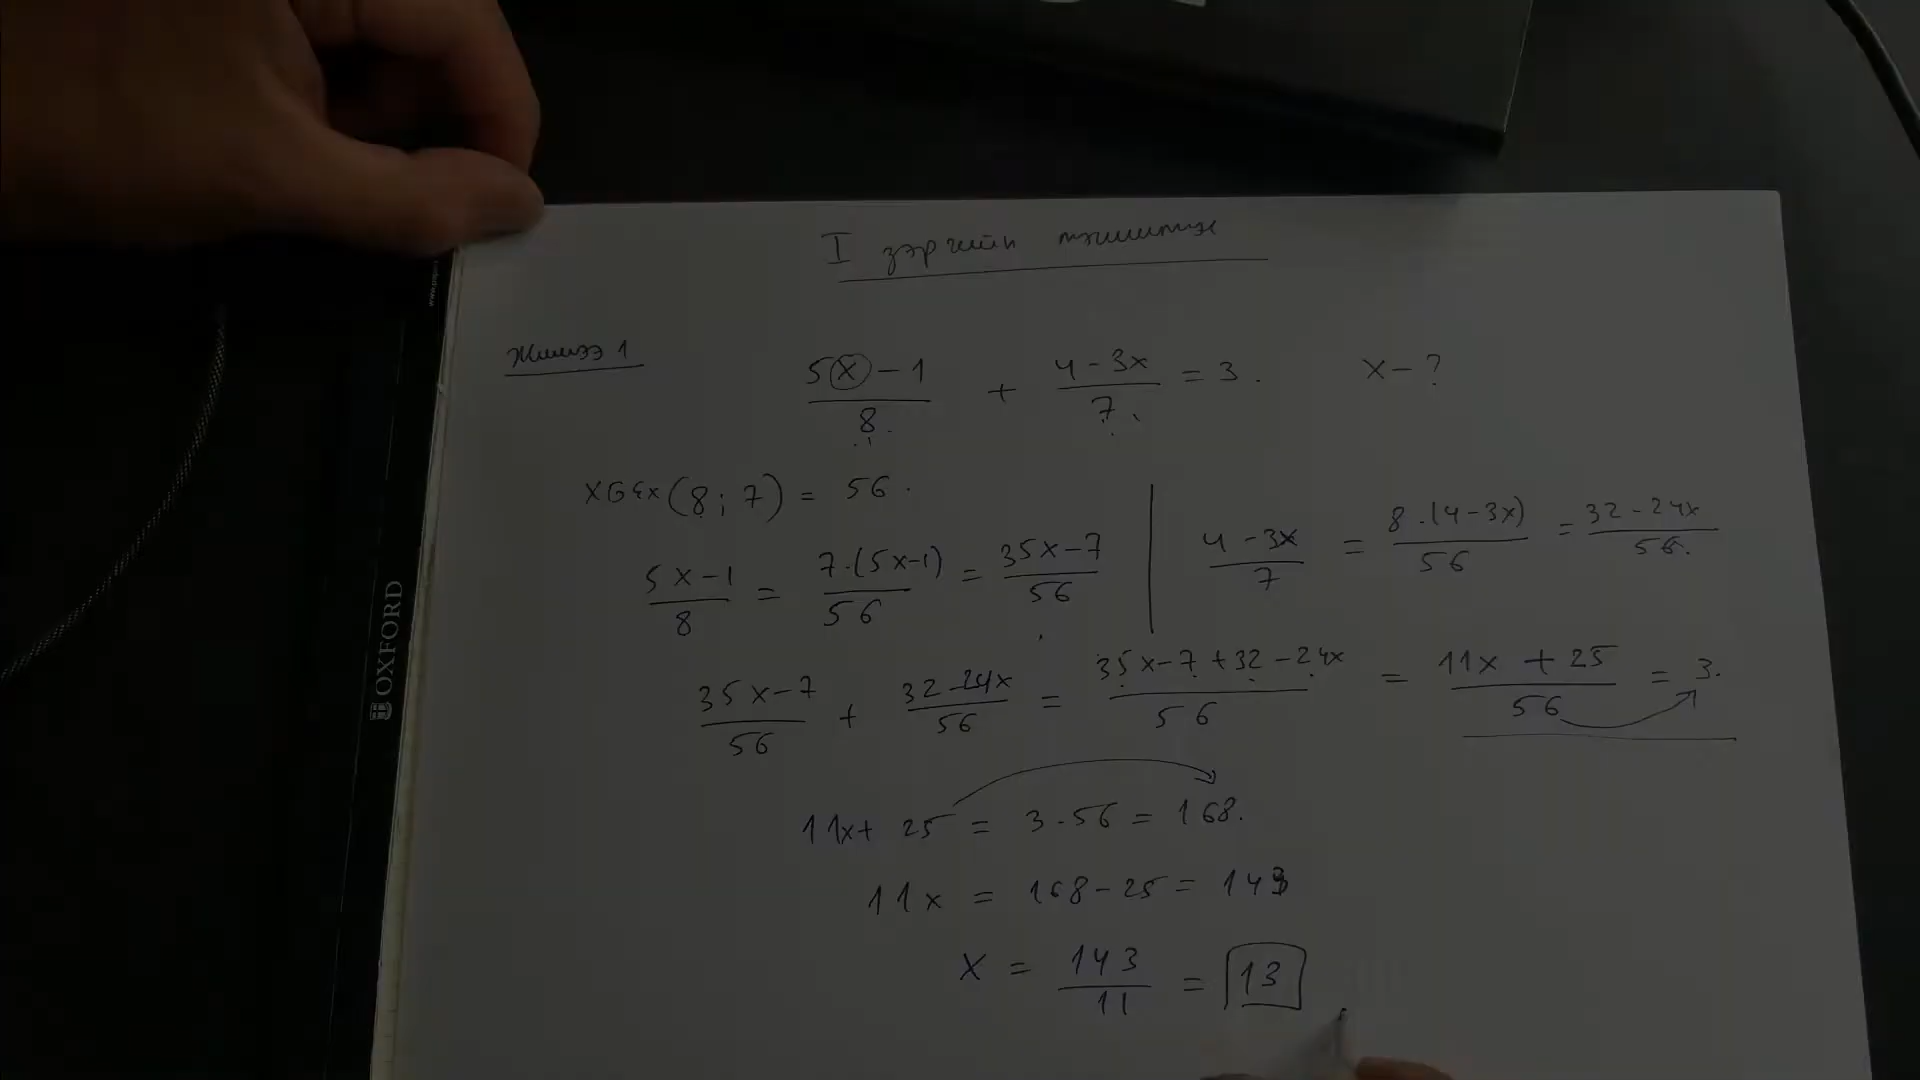 I зэргийн тэгшитгэл
Жишээ 1
(5x-1)/8 + (4-3x)/7 = 3. x-?
ХБЕХ(8;7) = 56.
(5x-1)/8 = 7·(5x-1)/56 = (35x-7)/56 | (4-3x)/7 = 8·(4-3x)/56 = (32-24x)/56.
(35x-7)/56 + (32-24x)/56 = (35x-7+32-24x)/56 = (11x+25)/56 = 3.
11x+25 = 3·56 = 168.
11x = 168-25 = 143
x = 143/11 = 13
OXFORD